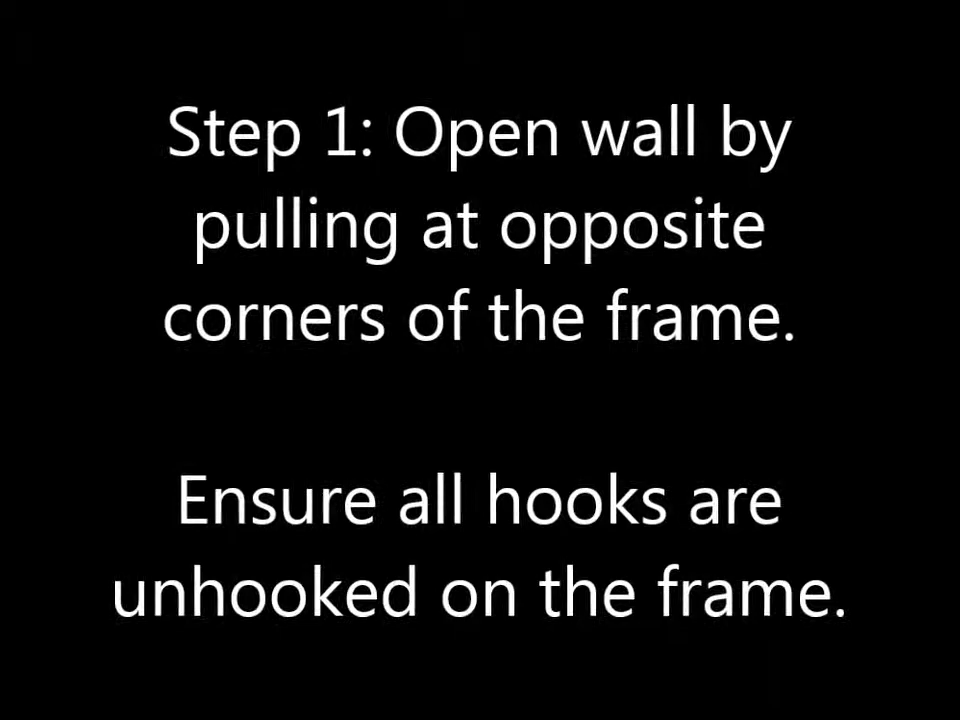 Step 1: Open wall by
pulling at opposite
corners of the frame.
Ensure all hooks are
unhooked on the frame.